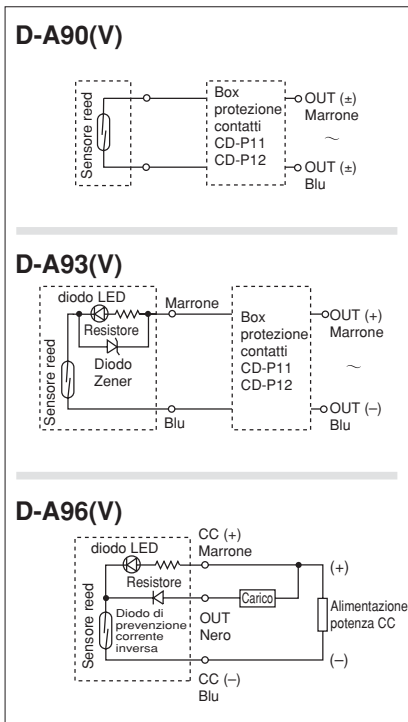 D-A90(V)
Sensore reed
Box
protezione
contatti
CD-P11
CD-P12
OUT (±)
Marrone
~
OUT (±)
Blu
D-A93(V)
diodo LED
Marrone
Resistore
Diodo
Zener
Sensore reed
Blu
Box
protezione
contatti
CD-P11
CD-P12
OUT (+)
Marrone
~
OUT (–)
Blu
D-A96(V)
CC (+)
Marrone
diodo LED
Resistore
Sensore reed
Diodo di
prevenzione
corrente
inversa
OUT
Nero
Carico
(+)
Alimentazione
potenza CC
(–)
CC (–)
Blu